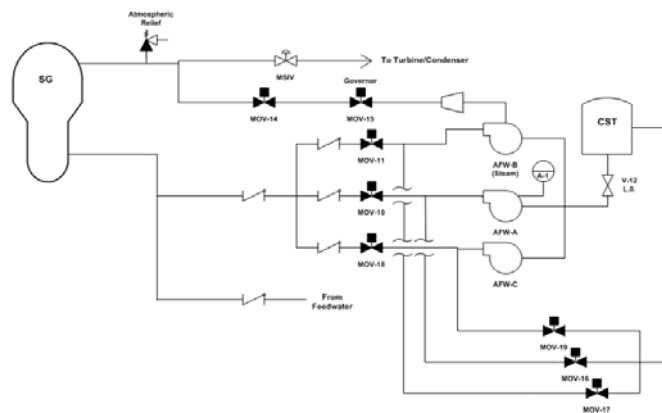 Atmospheric
Relief
SG
MSIV
To Turbine/Condenser
Governor
MOV-14
MOV-15
MOV-11
AFW-B
(Steam)
CST
A-1
V-12
L.O.
MOV-10
AFW-A
MOV-18
AFW-C
From
Feedwater
MOV-19
MOV-16
MOV-17